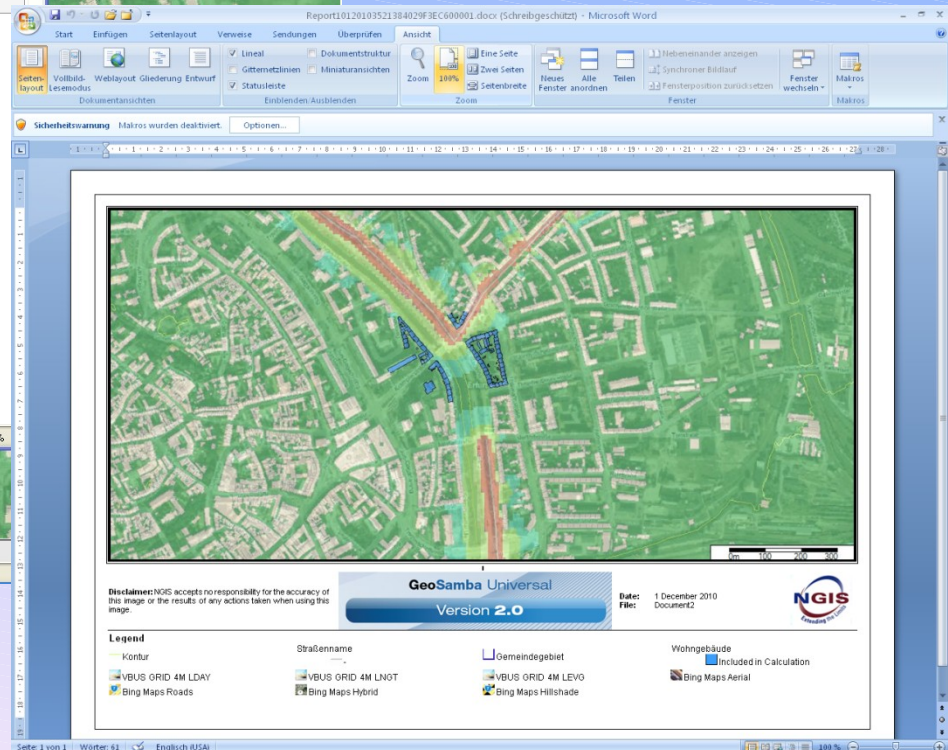 Report10120103521384029F3EC600001.docx (Schreibgeschützt) - Microsoft Word
Start Einfügen Seitenlayout Verweise Sendungen Überprüfen Ansicht
Seiten-layout Vollbild-Lesemodus Weblayout Gliederung Entwurf
Dokumentansichten
Lineal Dokumentstruktur
Gitternetzlinien Miniaturansichten
Statusleiste
Einblenden/Ausblenden
Zoom 100%
Eine Seite
Zwei Seiten
Seitenbreite
Zoom
Neues Fenster Alle anordnen Teilen
Nebeneinander anzeigen
Synchroner Bildlauf
Fensterposition zurücksetzen
Fenster wechseln
Fenster
Makros
Makros
Sicherheitswarnung Makros wurden deaktiviert. Optionen...
0m 100 200 300
Disclaimer: NGIS accepts no responsibility for the accuracy of
this image or the results of any actions taken when using this
image.
GeoSamba Universal
Version 2.0
Date: 1 December 2010
File: Document2
NGIS
Extending the Limits
Legend
Kontur
Straßenname
Gemeindegebiet
Wohngebäude
Included in Calculation
VBUS GRID 4M LDAY VBUS GRID 4M LNGT VBUS GRID 4M LEVG Bing Maps Aerial
Bing Maps Roads Bing Maps Hybrid Bing Maps Hillshade
Seite: 1 von 1 Wörter: 61 Englisch (USA) 100 %